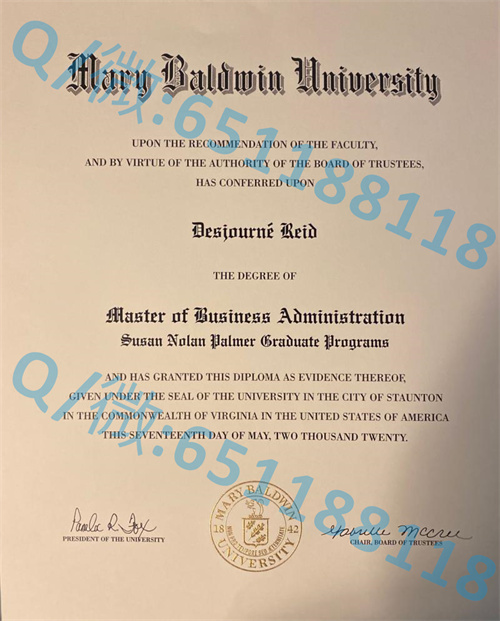 Mary Baldwin University
UPON THE RECOMMENDATION OF THE FACULTY,
AND BY VIRTUE OF THE AUTHORITY OF THE BOARD OF TRUSTEES,
HAS CONFERRED UPON
Desjourné Reid
THE DEGREE OF
Master of Business Administration
Susan Nolan Palmer Graduate Programs
AND HAS GRANTED THIS DIPLOMA AS EVIDENCE THEREOF,
GIVEN UNDER THE SEAL OF THE UNIVERSITY IN THE CITY OF STAUNTON
IN THE COMMONWEALTH OF VIRGINIA IN THE UNITED STATES OF AMERICA
THIS SEVENTEENTH DAY OF MAY, TWO THOUSAND TWENTY.
Pamela R. Fox
PRESIDENT OF THE UNIVERSITY
MARY BALDWIN
18 42
UNIVERSITY
Gabrielle McCree
CHAIR, BOARD OF TRUSTEES
Q/微:651188118
Q/微:651188118